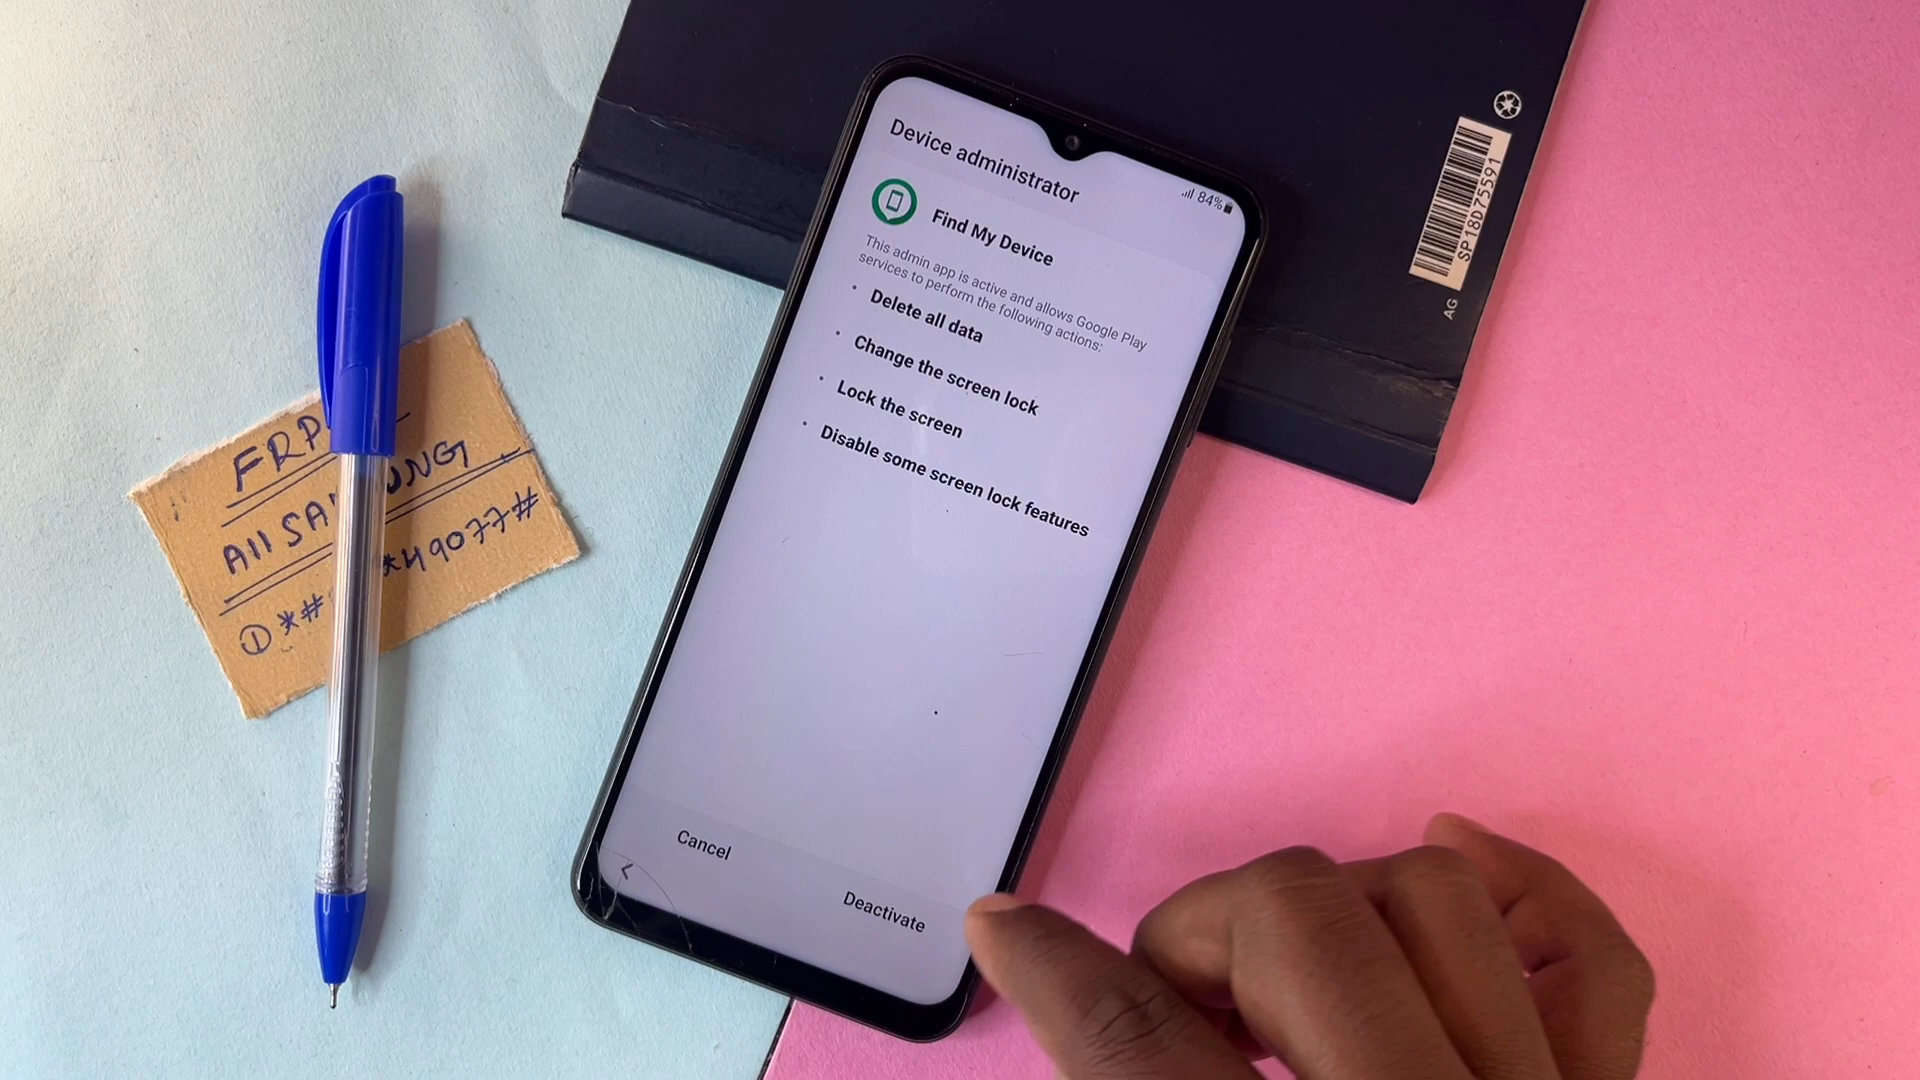 Device administrator
84%
Find My Device
This admin app is active and allows Google Play
services to perform the following actions:
Delete all data
Change the screen lock
Lock the screen
Disable some screen lock features
Cancel
Deactivate
FRP
All SAM UNG
① *# *49077#
SP18D75591
AG